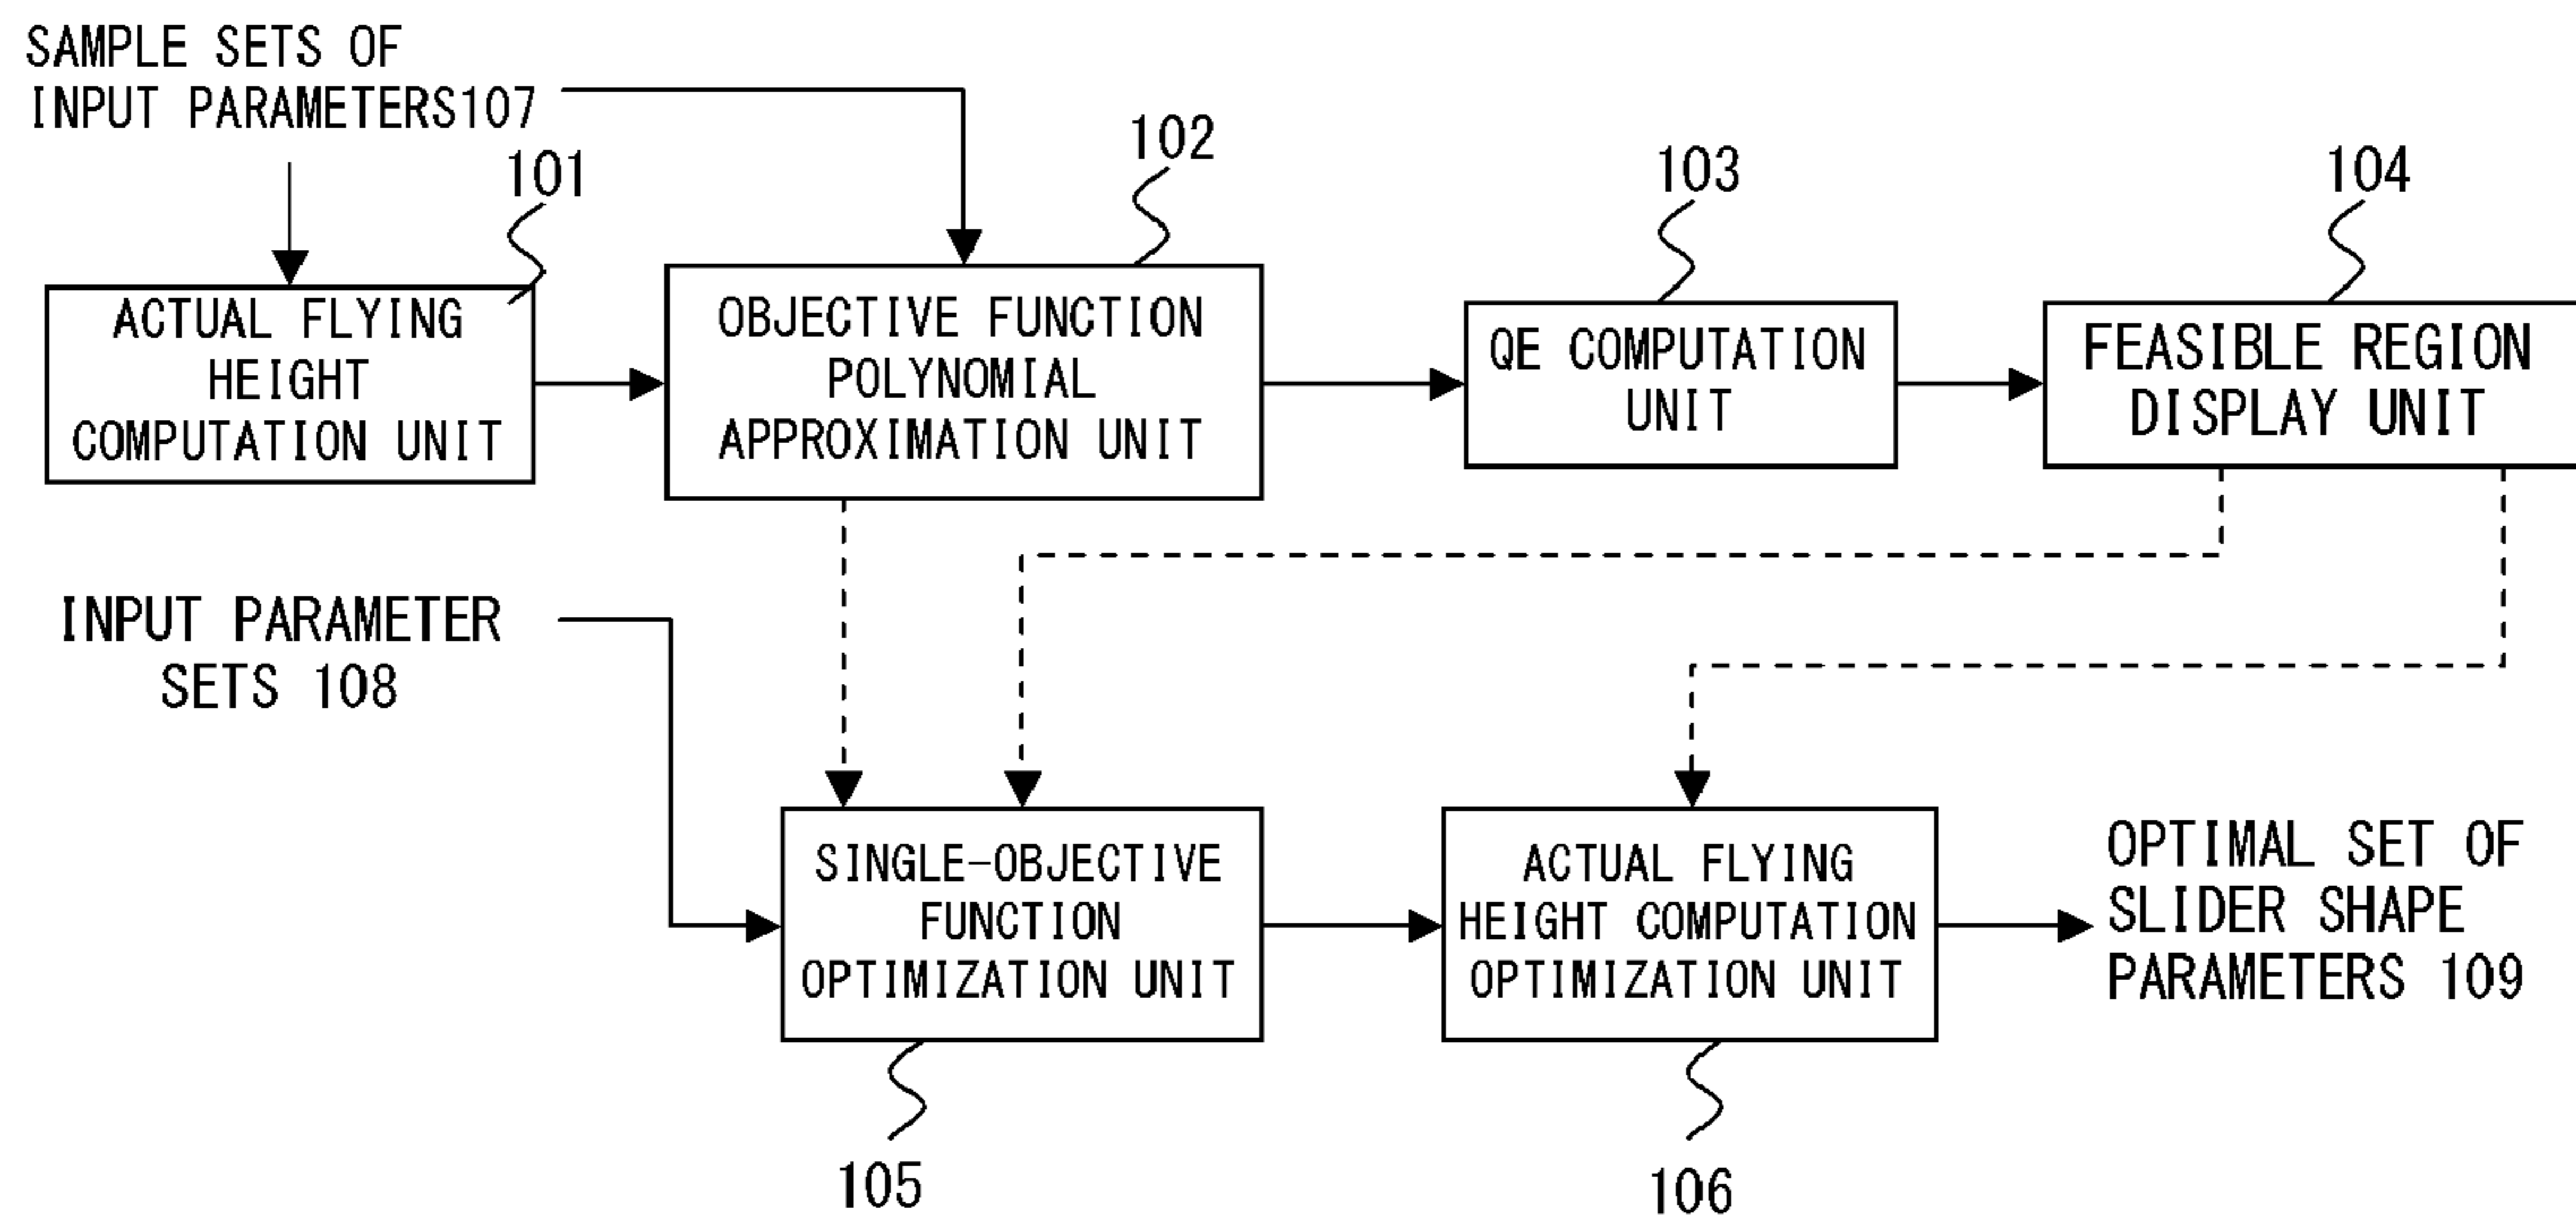 SAMPLE SETS OF
INPUT PARAMETERS107
101
102
103
104
ACTUAL FLYING
HEIGHT
COMPUTATION UNIT
OBJECTIVE FUNCTION
POLYNOMIAL
APPROXIMATION UNIT
QE COMPUTATION
UNIT
FEASIBLE REGION
DISPLAY UNIT
INPUT PARAMETER
SETS 108
SINGLE-OBJECTIVE
FUNCTION
OPTIMIZATION UNIT
ACTUAL FLYING
HEIGHT COMPUTATION
OPTIMIZATION UNIT
OPTIMAL SET OF
SLIDER SHAPE
PARAMETERS 109
105
106